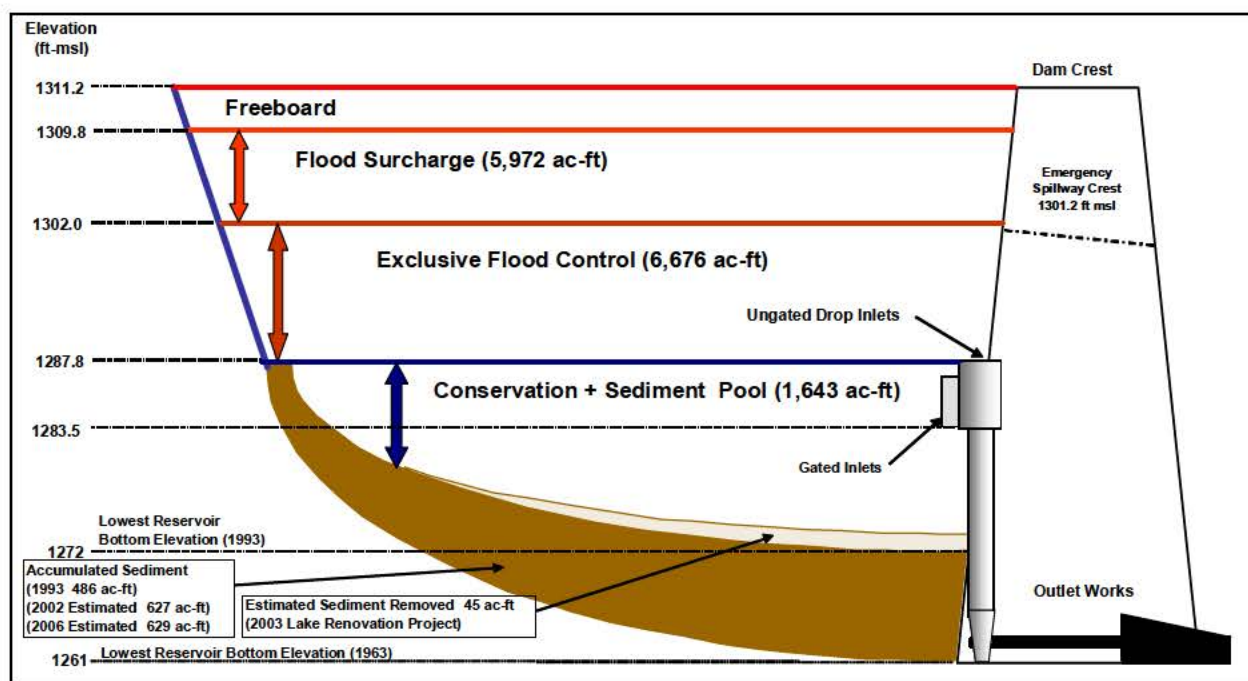 Elevation
(ft-msl)
Dam Crest
1311.2
Freeboard
1309.8
Flood Surcharge (5,972 ac-ft)
Emergency
Spillway Crest
1301.2 ft msl
1302.0
Exclusive Flood Control (6,676 ac-ft)
Ungated Drop Inlets
1287.8
Conservation + Sediment Pool (1,643 ac-ft)
1283.5
Gated Inlets
Lowest Reservoir
Bottom Elevation (1993)
1272
Accumulated Sediment
(1993 486 ac-ft)
(2002 Estimated 627 ac-ft)
(2006 Estimated 629 ac-ft)
Estimated Sediment Removed 45 ac-ft
(2003 Lake Renovation Project)
Outlet Works
Lowest Reservoir Bottom Elevation (1963)
1261